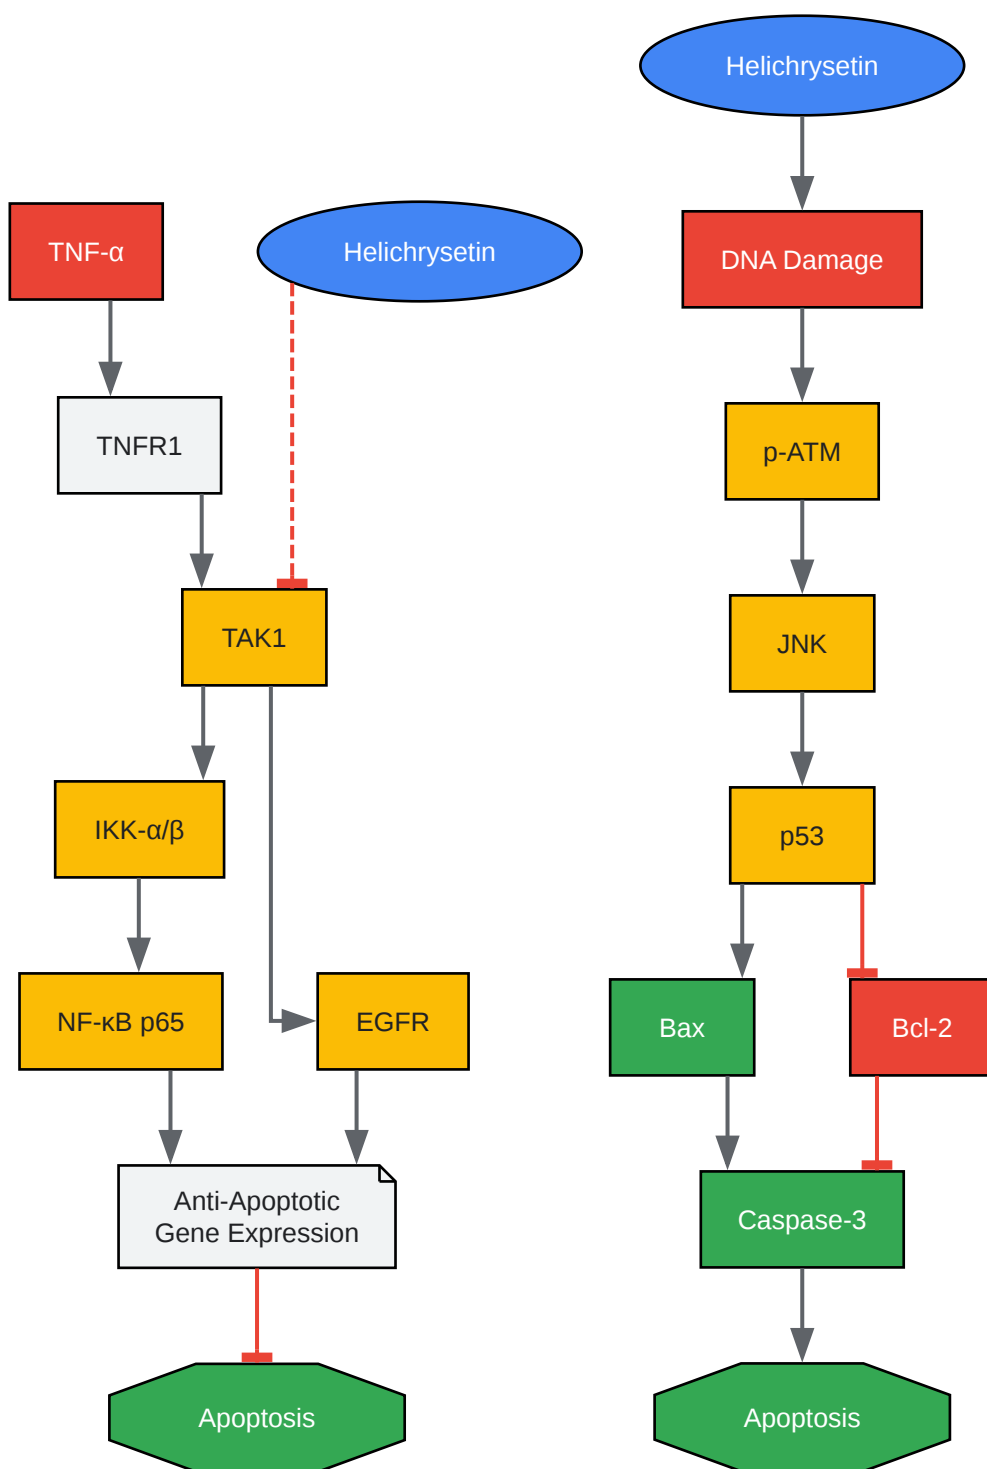 TNF-α
Helichrysetin
TNFR1
TAK1
IKK-α/β
NF-κB p65
EGFR
Anti-Apoptotic
Gene Expression
Apoptosis
Helichrysetin
DNA Damage
p-ATM
JNK
p53
Bax
Bcl-2
Caspase-3
Apoptosis